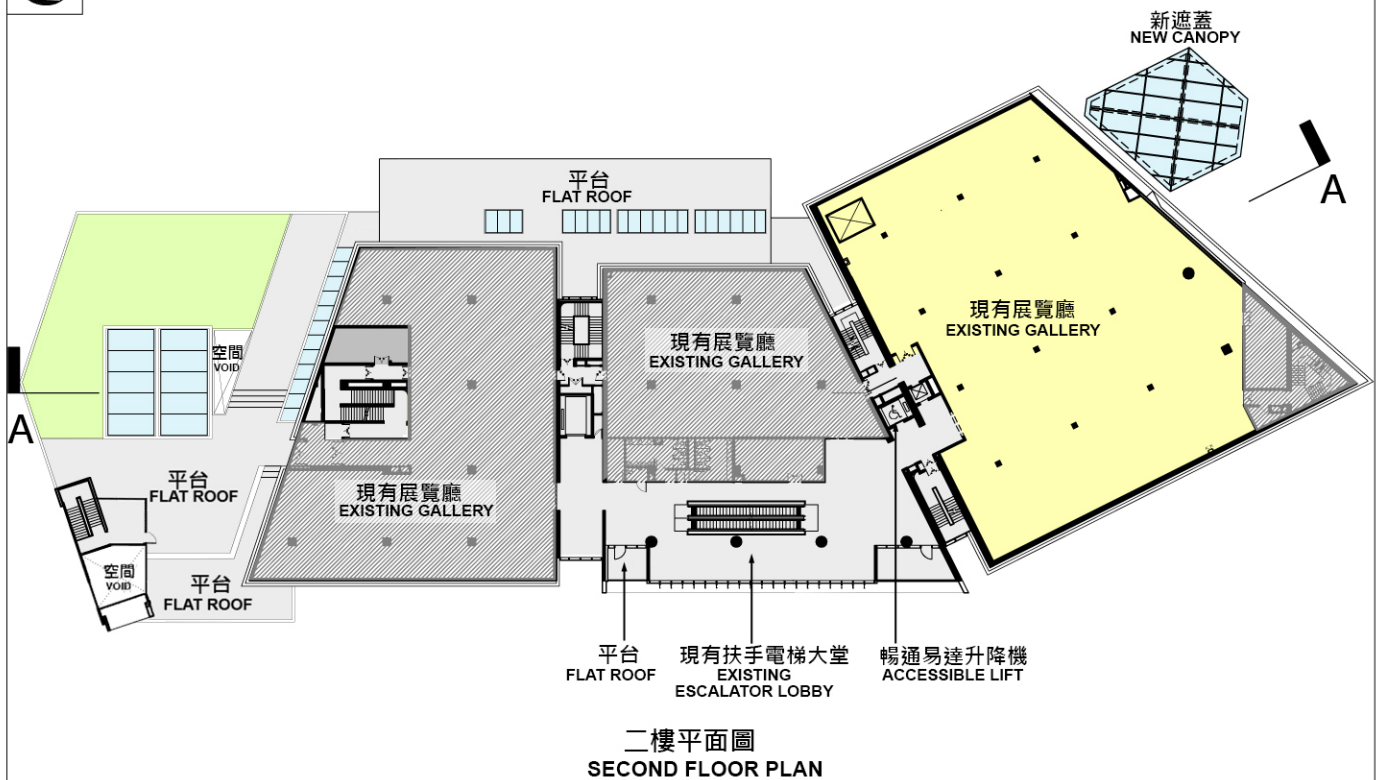 新遮蓋
NEW CANOPY
A
平台
FLAT ROOF
現有展覽廳
EXISTING GALLERY
現有展覽廳
EXISTING GALLERY
空間
VOID
A
平台
FLAT ROOF
現有展覽廳
EXISTING GALLERY
空間
VOID
平台
FLAT ROOF
平台
FLAT ROOF
現有扶手電梯大堂
EXISTING
ESCALATOR LOBBY
暢通易達升降機
ACCESSIBLE LIFT
二樓平面圖
SECOND FLOOR PLAN